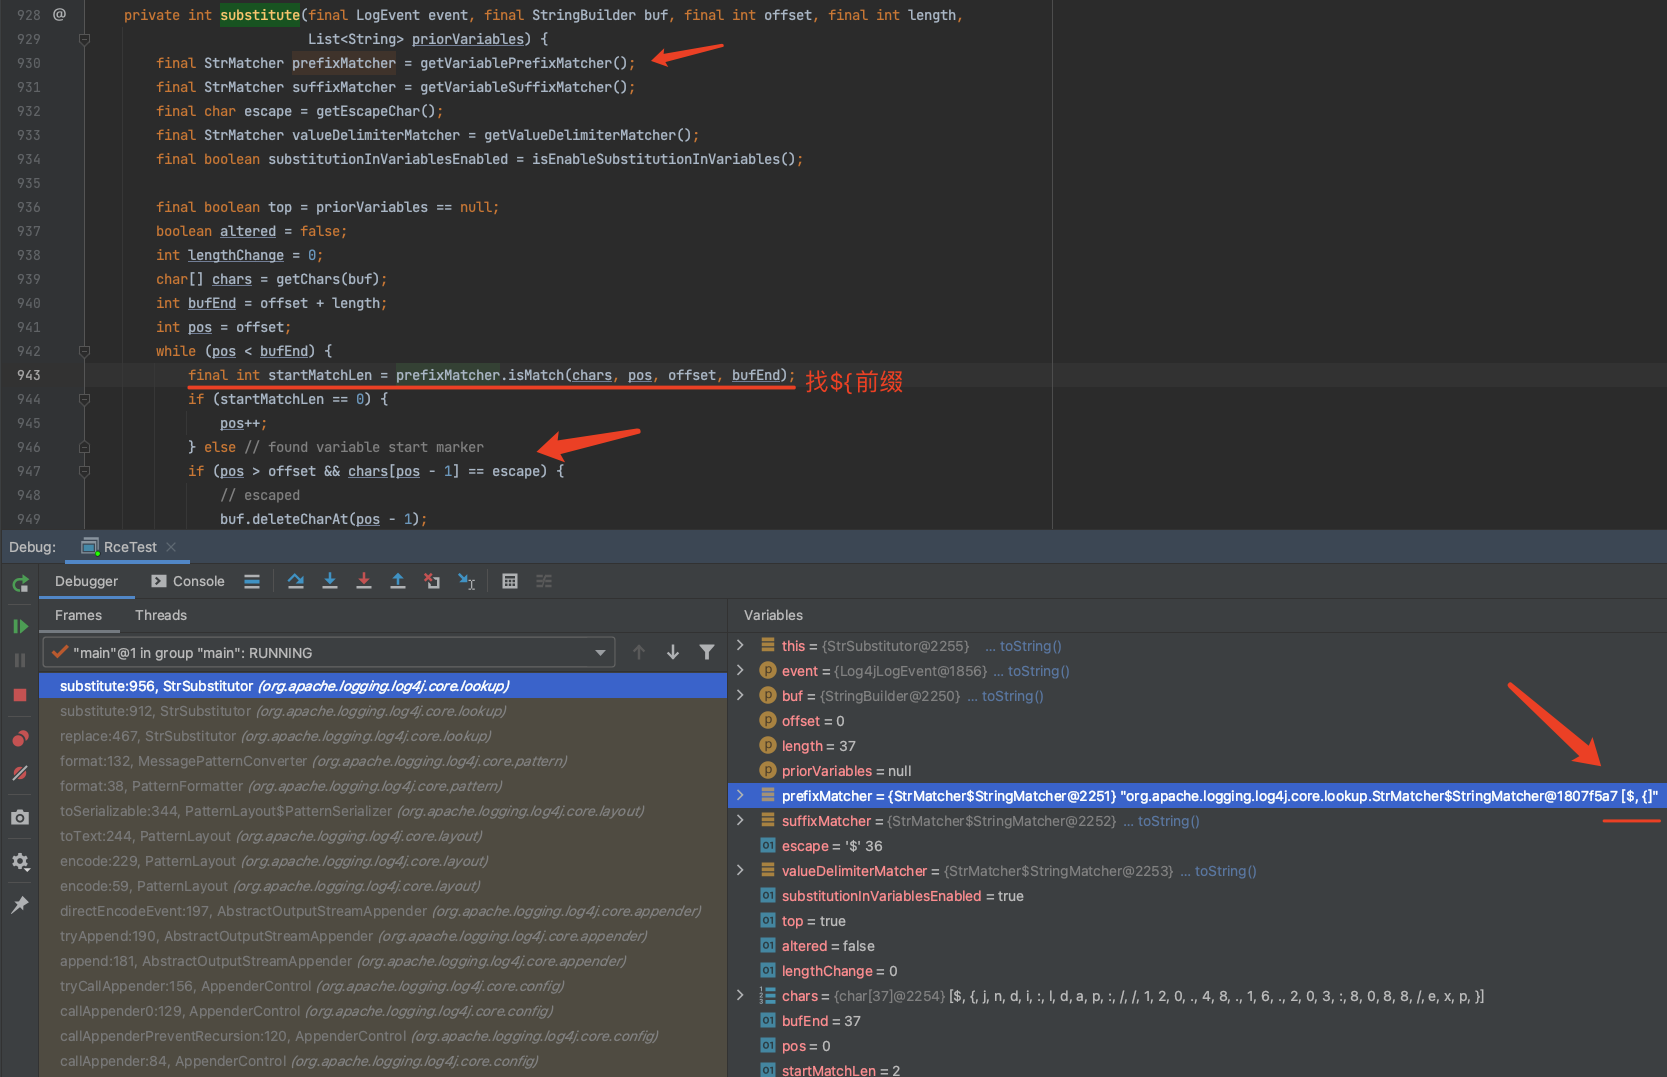 928 @ private int substitute(final LogEvent event, final StringBuilder buf, final int offset, final int length,
929 List<String> priorVariables) {
930 final StrMatcher prefixMatcher = getVariablePrefixMatcher();
931 final StrMatcher suffixMatcher = getVariableSuffixMatcher();
932 final char escape = getEscapeChar();
933 final StrMatcher valueDelimiterMatcher = getValueDelimiterMatcher();
934 final boolean substitutionInVariablesEnabled = isEnableSubstitutionInVariables();
935
936 final boolean top = priorVariables == null;
937 boolean altered = false;
938 int lengthChange = 0;
939 char[] chars = getChars(buf);
940 int bufEnd = offset + length;
941 int pos = offset;
942 while (pos < bufEnd) {
943 final int startMatchLen = prefixMatcher.isMatch(chars, pos, offset, bufEnd); 找${前缀
944 if (startMatchLen == 0) {
945 pos++;
946 } else // found variable start marker
947 if (pos > offset && chars[pos - 1] == escape) {
948 // escaped
949 buf.deleteCharAt(pos - 1);
Debug: RceTest
Debugger Console
Frames Threads
"main"@1 in group "main": RUNNING
substitute:956, StrSubstitutor (org.apache.logging.log4j.core.lookup)
substitute:912, StrSubstitutor (org.apache.logging.log4j.core.lookup)
replace:467, StrSubstitutor (org.apache.logging.log4j.core.lookup)
format:132, MessagePatternConverter (org.apache.logging.log4j.core.pattern)
format:38, PatternFormatter (org.apache.logging.log4j.core.pattern)
toSerializable:344, PatternLayout$PatternSerializer (org.apache.logging.log4j.core.layout)
toText:244, PatternLayout (org.apache.logging.log4j.core.layout)
encode:229, PatternLayout (org.apache.logging.log4j.core.layout)
encode:59, PatternLayout (org.apache.logging.log4j.core.layout)
directEncodeEvent:197, AbstractOutputStreamAppender (org.apache.logging.log4j.core.appender)
tryAppend:190, AbstractOutputStreamAppender (org.apache.logging.log4j.core.appender)
append:181, AbstractOutputStreamAppender (org.apache.logging.log4j.core.appender)
tryCallAppender:156, AppenderControl (org.apache.logging.log4j.core.config)
callAppender0:129, AppenderControl (org.apache.logging.log4j.core.config)
callAppenderPreventRecursion:120, AppenderControl (org.apache.logging.log4j.core.config)
callAppender:84, AppenderControl (org.apache.logging.log4j.core.config)
Variables
this = {StrSubstitutor@2255} ... toString()
event = {Log4jLogEvent@1856} ... toString()
buf = {StringBuilder@2250} ... toString()
offset = 0
length = 37
priorVariables = null
prefixMatcher = {StrMatcher$StringMatcher@2251} "org.apache.logging.log4j.core.lookup.StrMatcher$StringMatcher@1807f5a7 [$, {]"
suffixMatcher = {StrMatcher$StringMatcher@2252} ... toString()
escape = '$' 36
valueDelimiterMatcher = {StrMatcher$StringMatcher@2253} ... toString()
substitutionInVariablesEnabled = true
top = true
altered = false
lengthChange = 0
chars = {char[37]@2254} [$, {, j, n, d, i, :, l, d, a, p, :, /, /, 1, 2, 0, ., 4, 8, ., 1, 6, ., 2, 0, 3, :, 8, 0, 8, 8, /, e, x, p, }]
bufEnd = 37
pos = 0
startMatchLen = 2